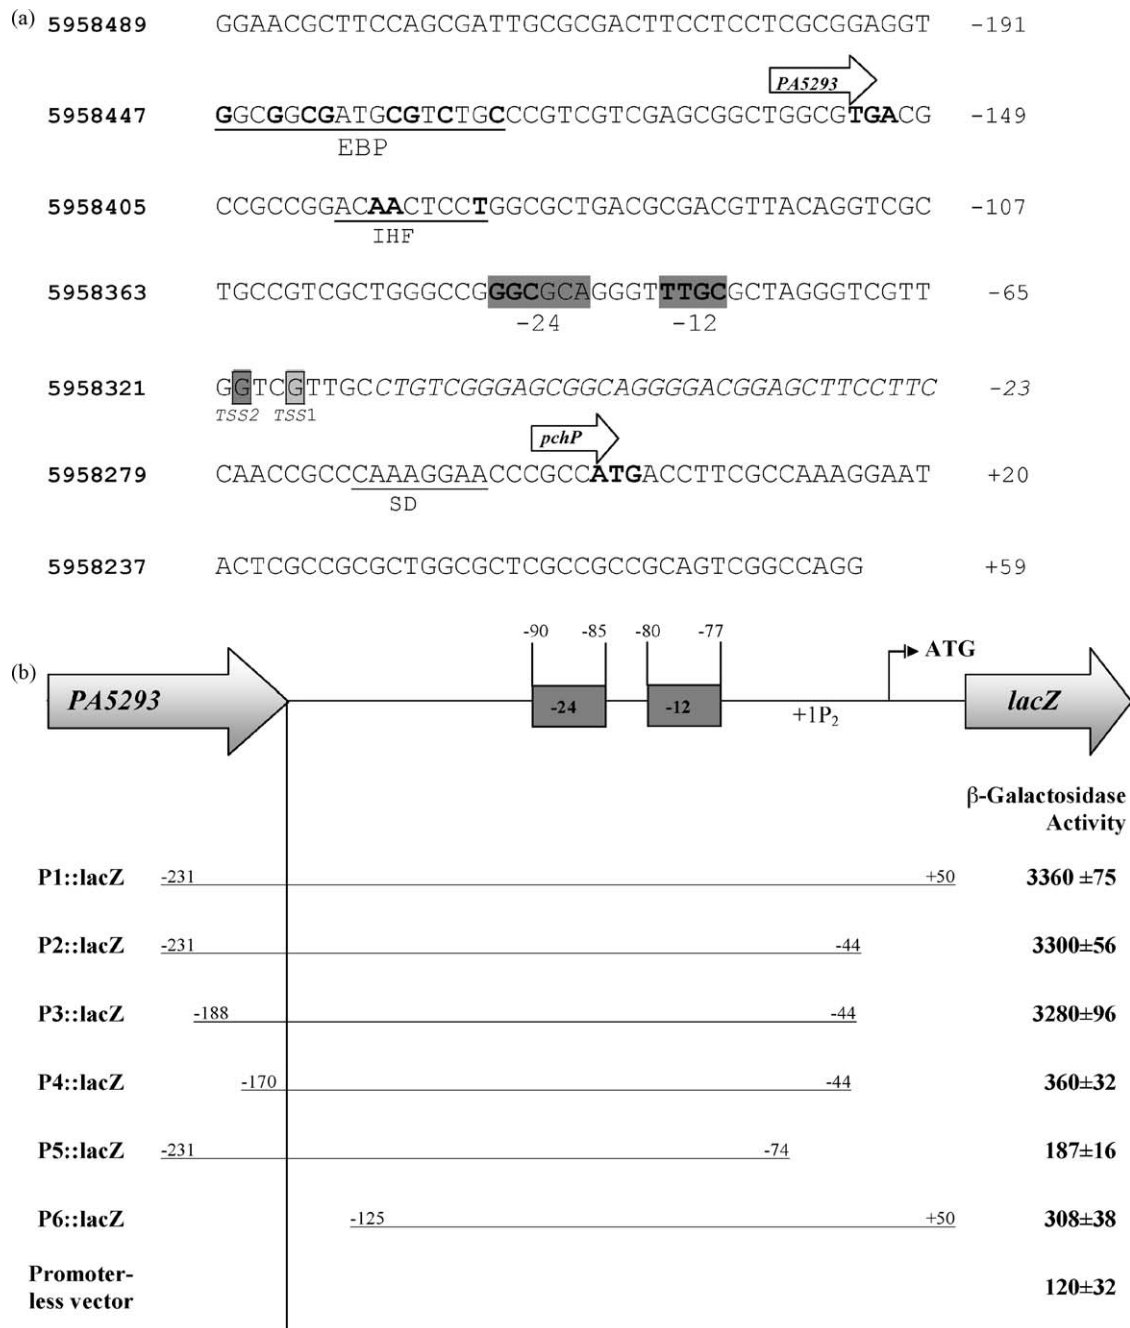 (a) 5958489 GGAACGCTTCCAGCGATTGCGCGACTTCCTCCTCGCGGAGGT -191
PA5293
5958447 GGCGGCGATGCGTCTGCCCGTCGTCGAGCGGCTGGCGTGACG -149
EBP
5958405 CCGCCGGACAACTCCTGGCGCTGACGCGACGTTACAGGTCGC -107
IHF
5958363 TGCCGTCGCTGGGCCGGGCGCAGGGTTTGCGCTAGGGTCGTT -65
-24 -12
5958321 GGTCGTTGCCTGTCGGGAGCGGCAGGGGACGGAGCTTCCTTC -23
TSS2 TSS1
pchP
5958279 CAACCGCCCAAAGGAACCCGCCATGACCTTCGCCAAAGGAAT +20
SD
5958237 ACTCGCCGCGCTGGCGCTCGCCGCCGCAGTCGGCCAGG +59
-90 -85 -80 -77
(b) PA5293 -24 -12 +1P2 ATG lacZ
β-Galactosidase
Activity
P1::lacZ -231 +50 3360 ±75
P2::lacZ -231 -44 3300±56
P3::lacZ -188 -44 3280±96
P4::lacZ -170 -44 360±32
P5::lacZ -231 -74 187±16
P6::lacZ -125 +50 308±38
Promoter-
less vector 120±32